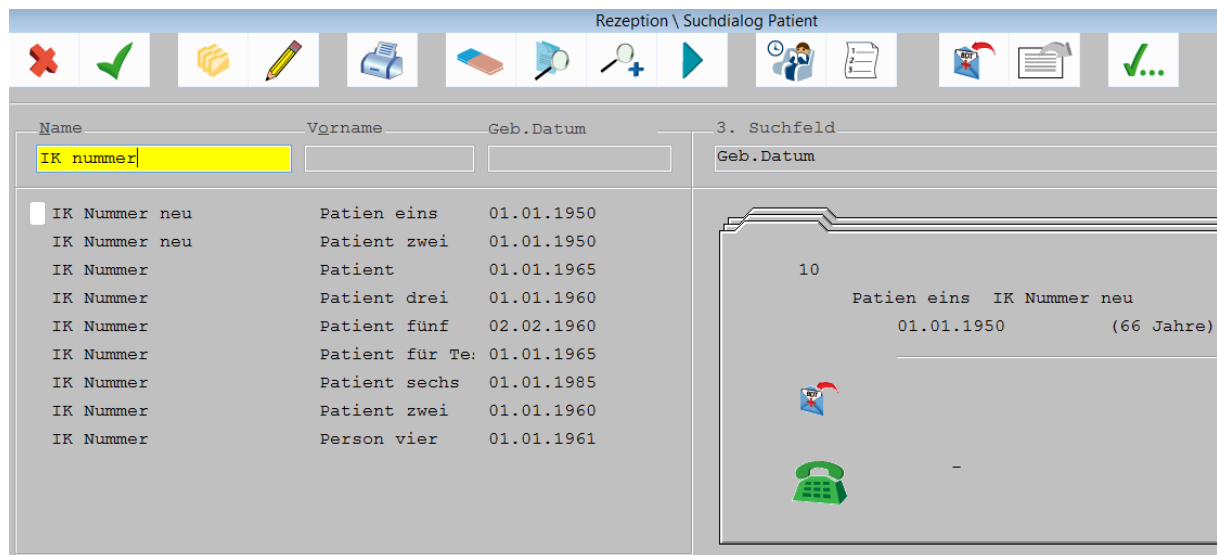 Rezeption \ Suchdialog Patient
BDT
Name Vorname Geb.Datum 3. Suchfeld
IK nummer Geb.Datum
IK Nummer neu Patien eins 01.01.1950
IK Nummer neu Patient zwei 01.01.1950
IK Nummer Patient 01.01.1965
IK Nummer Patient drei 01.01.1960
IK Nummer Patient fünf 02.02.1960
IK Nummer Patient für Te: 01.01.1965
IK Nummer Patient sechs 01.01.1985
IK Nummer Patient zwei 01.01.1960
IK Nummer Person vier 01.01.1961
10
Patien eins IK Nummer neu
01.01.1950 (66 Jahre)
BDT
–